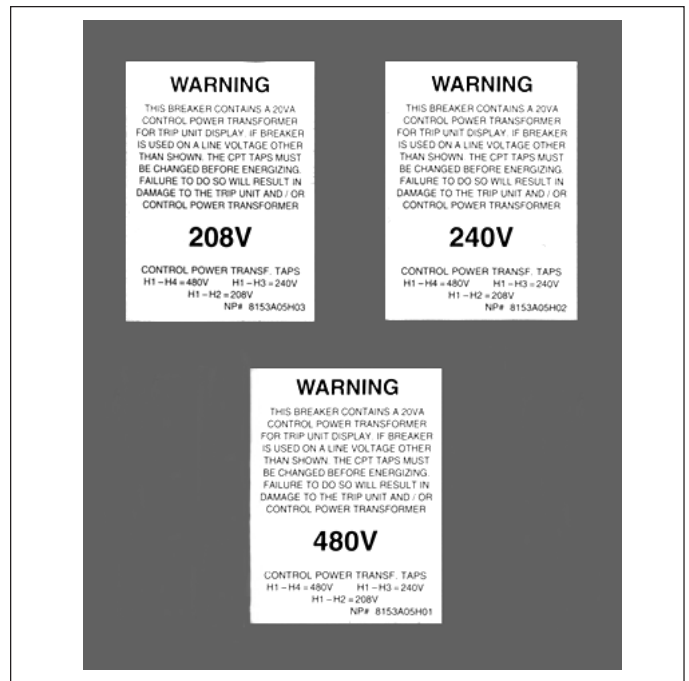 WARNING
THIS BREAKER CONTAINS A 20VA
CONTROL POWER TRANSFORMER
FOR TRIP UNIT DISPLAY. IF BREAKER
IS USED ON A LINE VOLTAGE OTHER
THAN SHOWN. THE CPT TAPS MUST
BE CHANGED BEFORE ENERGIZING.
FAILURE TO DO SO WILL RESULT IN
DAMAGE TO THE TRIP UNIT AND / OR
CONTROL POWER TRANSFORMER
208V
CONTROL POWER TRANSF. TAPS
H1 – H4 = 480V H1 – H3 = 240V
H1 – H2 = 208V
NP# 8153A05H03
WARNING
THIS BREAKER CONTAINS A 20VA
CONTROL POWER TRANSFORMER
FOR TRIP UNIT DISPLAY. IF BREAKER
IS USED ON A LINE VOLTAGE OTHER
THAN SHOWN. THE CPT TAPS MUST
BE CHANGED BEFORE ENERGIZING.
FAILURE TO DO SO WILL RESULT IN
DAMAGE TO THE TRIP UNIT AND / OR
CONTROL POWER TRANSFORMER
240V
CONTROL POWER TRANSF. TAPS
H1 – H4 = 480V H1 – H3 = 240V
H1 – H2 = 208V
NP# 8153A05H02
WARNING
THIS BREAKER CONTAINS A 20VA
CONTROL POWER TRANSFORMER
FOR TRIP UNIT DISPLAY. IF BREAKER
IS USED ON A LINE VOLTAGE OTHER
THAN SHOWN. THE CPT TAPS MUST
BE CHANGED BEFORE ENERGIZING.
FAILURE TO DO SO WILL RESULT IN
DAMAGE TO THE TRIP UNIT AND / OR
CONTROL POWER TRANSFORMER
480V
CONTROL POWER TRANSF. TAPS
H1 – H4 = 480V H1 – H3 = 240V
H1 – H2 = 208V
NP# 8153A05H01